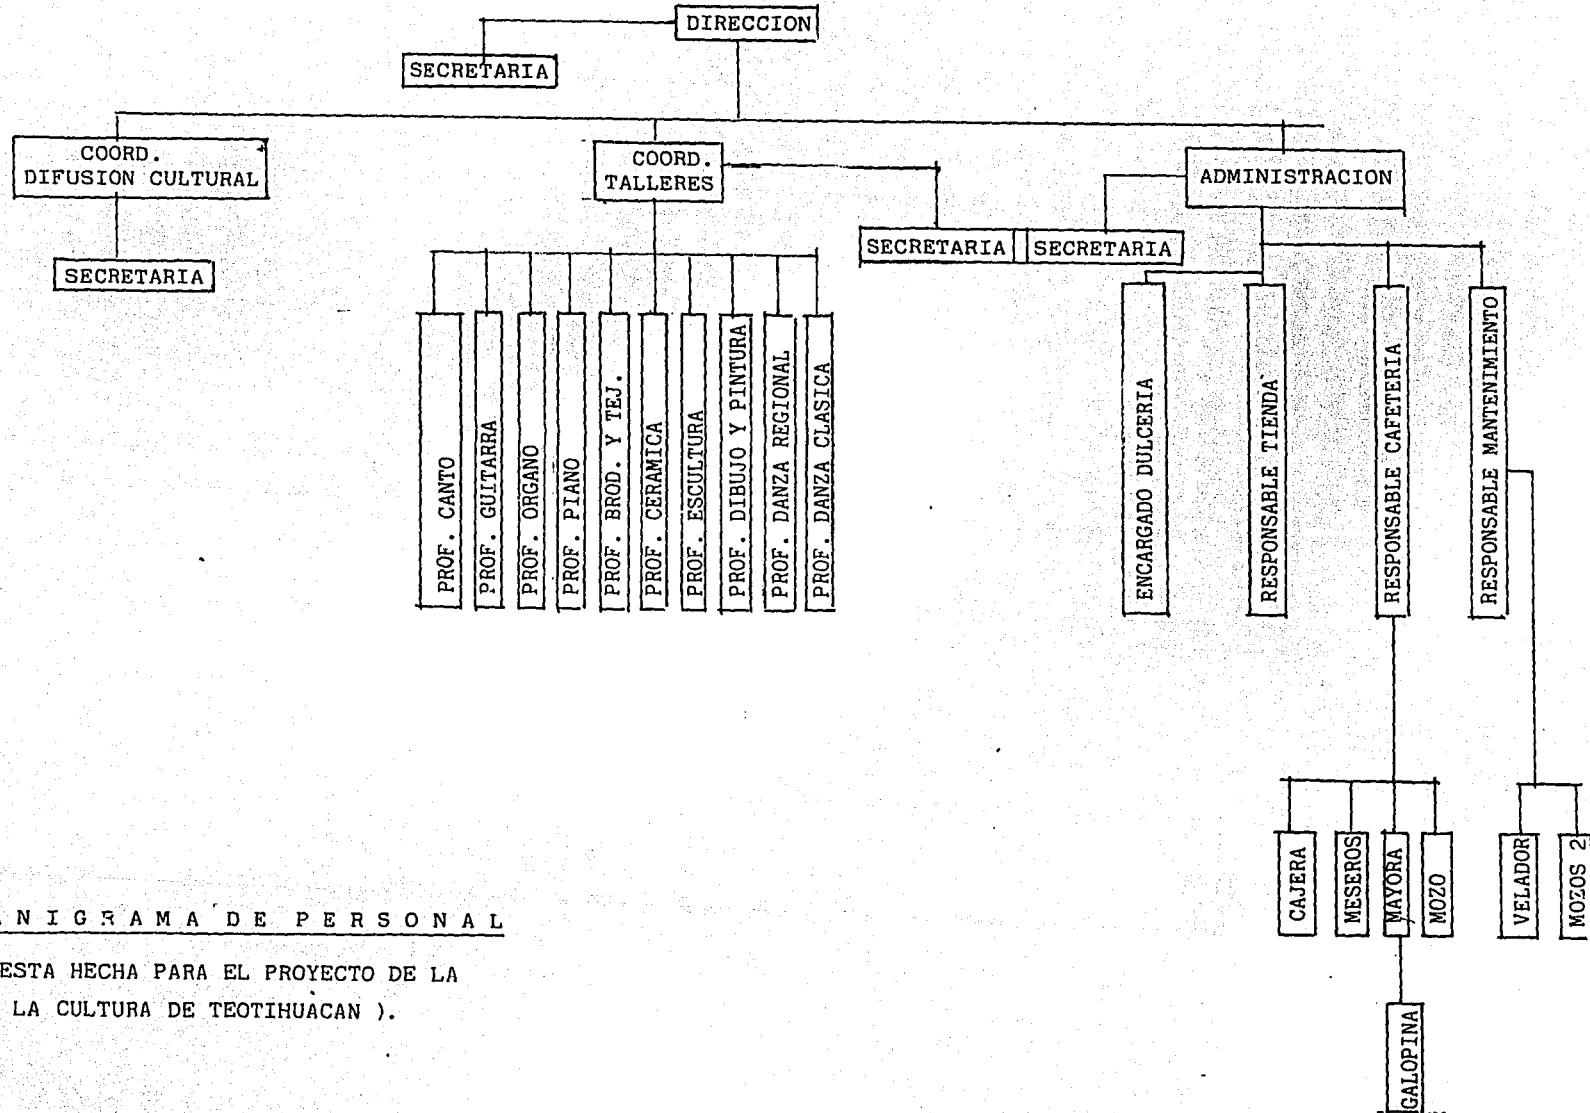 DIRECCION
SECRETARIA
COORD.
DIFUSION CULTURAL
COORD.
TALLERES
ADMINISTRACION
SECRETARIA
SECRETARIA
SECRETARIA
PROF. CANTO
PROF. GUITARRA
PROF. ORGANO
PROF. PIANO
PROF. BROD. Y TEJ.
PROF. CERAMICA
PROF. ESCULTURA
PROF. DIBUJO Y PINTURA
PROF. DANZA REGIONAL
PROF. DANZA CLASICA
ENCARGADO DULCERIA
RESPONSABLE TIENDA
RESPONSABLE CAFETERIA
RESPONSABLE MANTENIMIENTO
CAJERA
MESEROS
MAYORA
MOZO
VELADOR
MOZOS 2
GALOPINA
A N I G R A M A D E P E R S O N A L
ESTA HECHA PARA EL PROYECTO DE LA
LA CULTURA DE TEOTIHUACAN ).